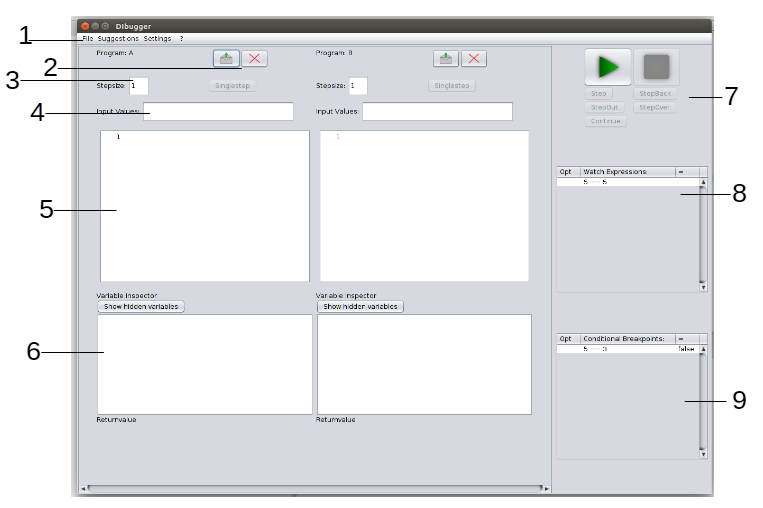 DIbugger
1 File Suggestions Settings ?
Program: A Program: B
2
3 Stepsize: 1 Singlestep Stepsize: 1 Singlestep
Step StepBack 7
4 Input Values: Input Values: StepOut StepOver
Continue
1 1
Opt Watch Expressions: =
5 == 5
8
5
Variable Inspector Variable Inspector
Show hidden variables Show hidden variables
Opt Conditional Breakpoints: =
6 5 == 3 false
9
Returnvalue Returnvalue